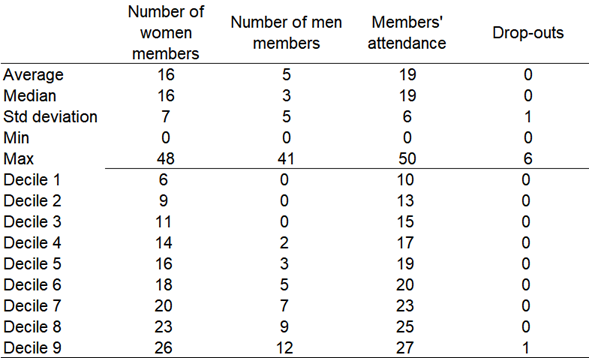 Number of women members Number of men members Members' attendance Drop-outs
Average 16 5 19 0
Median 16 3 19 0
Std deviation 7 5 6 1
Min 0 0 0 0
Max 48 41 50 6
Decile 1 6 0 10 0
Decile 2 9 0 13 0
Decile 3 11 0 15 0
Decile 4 14 2 17 0
Decile 5 16 3 19 0
Decile 6 18 5 20 0
Decile 7 20 7 23 0
Decile 8 23 9 25 0
Decile 9 26 12 27 1